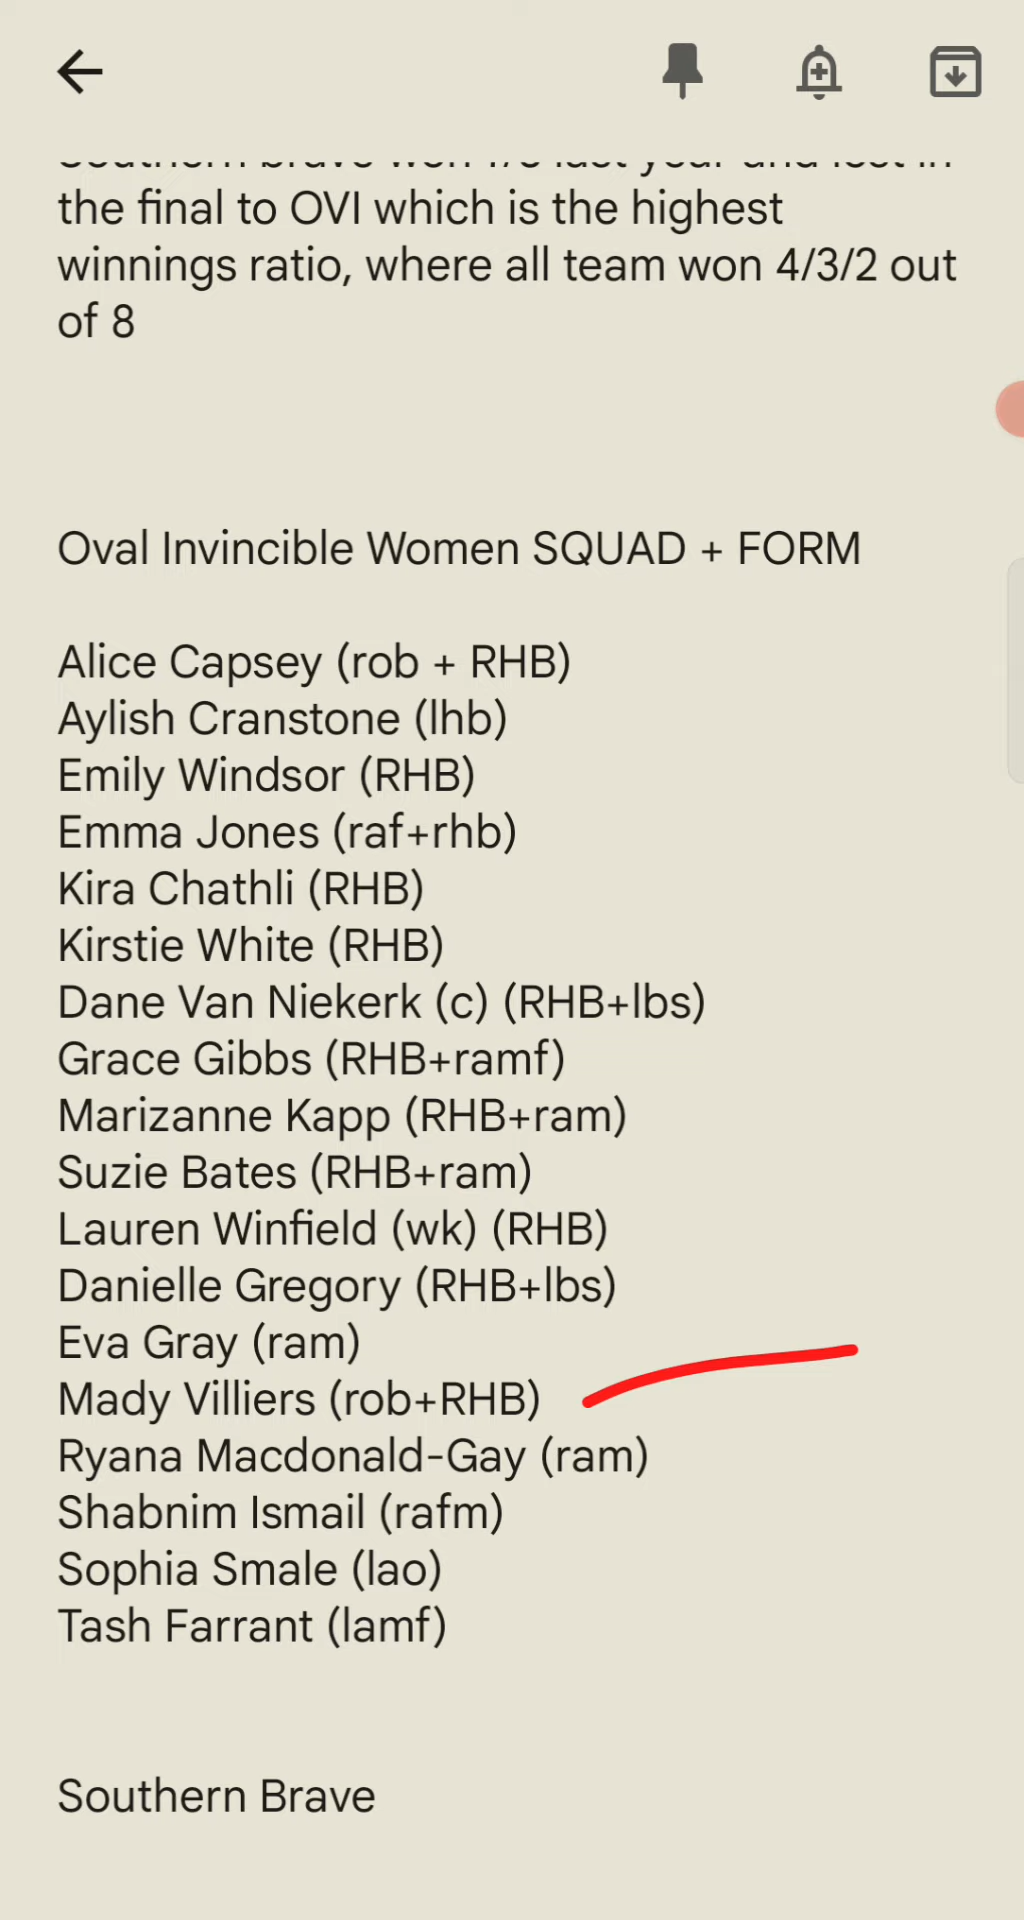 the final to OVI which is the highest
winnings ratio, where all team won 4/3/2 out
of 8
Oval Invincible Women SQUAD + FORM
Alice Capsey (rob + RHB)
Aylish Cranstone (lhb)
Emily Windsor (RHB)
Emma Jones (raf+rhb)
Kira Chathli (RHB)
Kirstie White (RHB)
Dane Van Niekerk (c) (RHB+lbs)
Grace Gibbs (RHB+ramf)
Marizanne Kapp (RHB+ram)
Suzie Bates (RHB+ram)
Lauren Winfield (wk) (RHB)
Danielle Gregory (RHB+lbs)
Eva Gray (ram)
Mady Villiers (rob+RHB)
Ryana Macdonald-Gay (ram)
Shabnim Ismail (rafm)
Sophia Smale (lao)
Tash Farrant (lamf)
Southern Brave